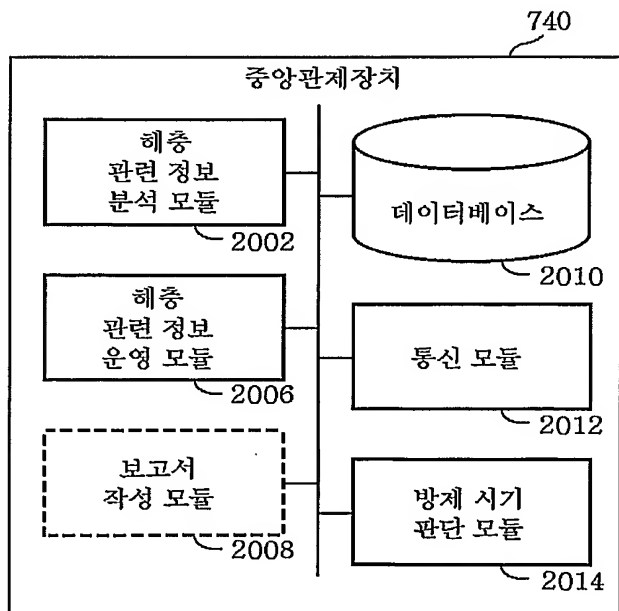 740
중앙관제장치
해충
관련 정보
분석 모듈
2002
데이터베이스
2010
해충
관련 정보
운영 모듈
2006
통신 모듈
2012
보고서
작성 모듈
2008
방제 시기
판단 모듈
2014